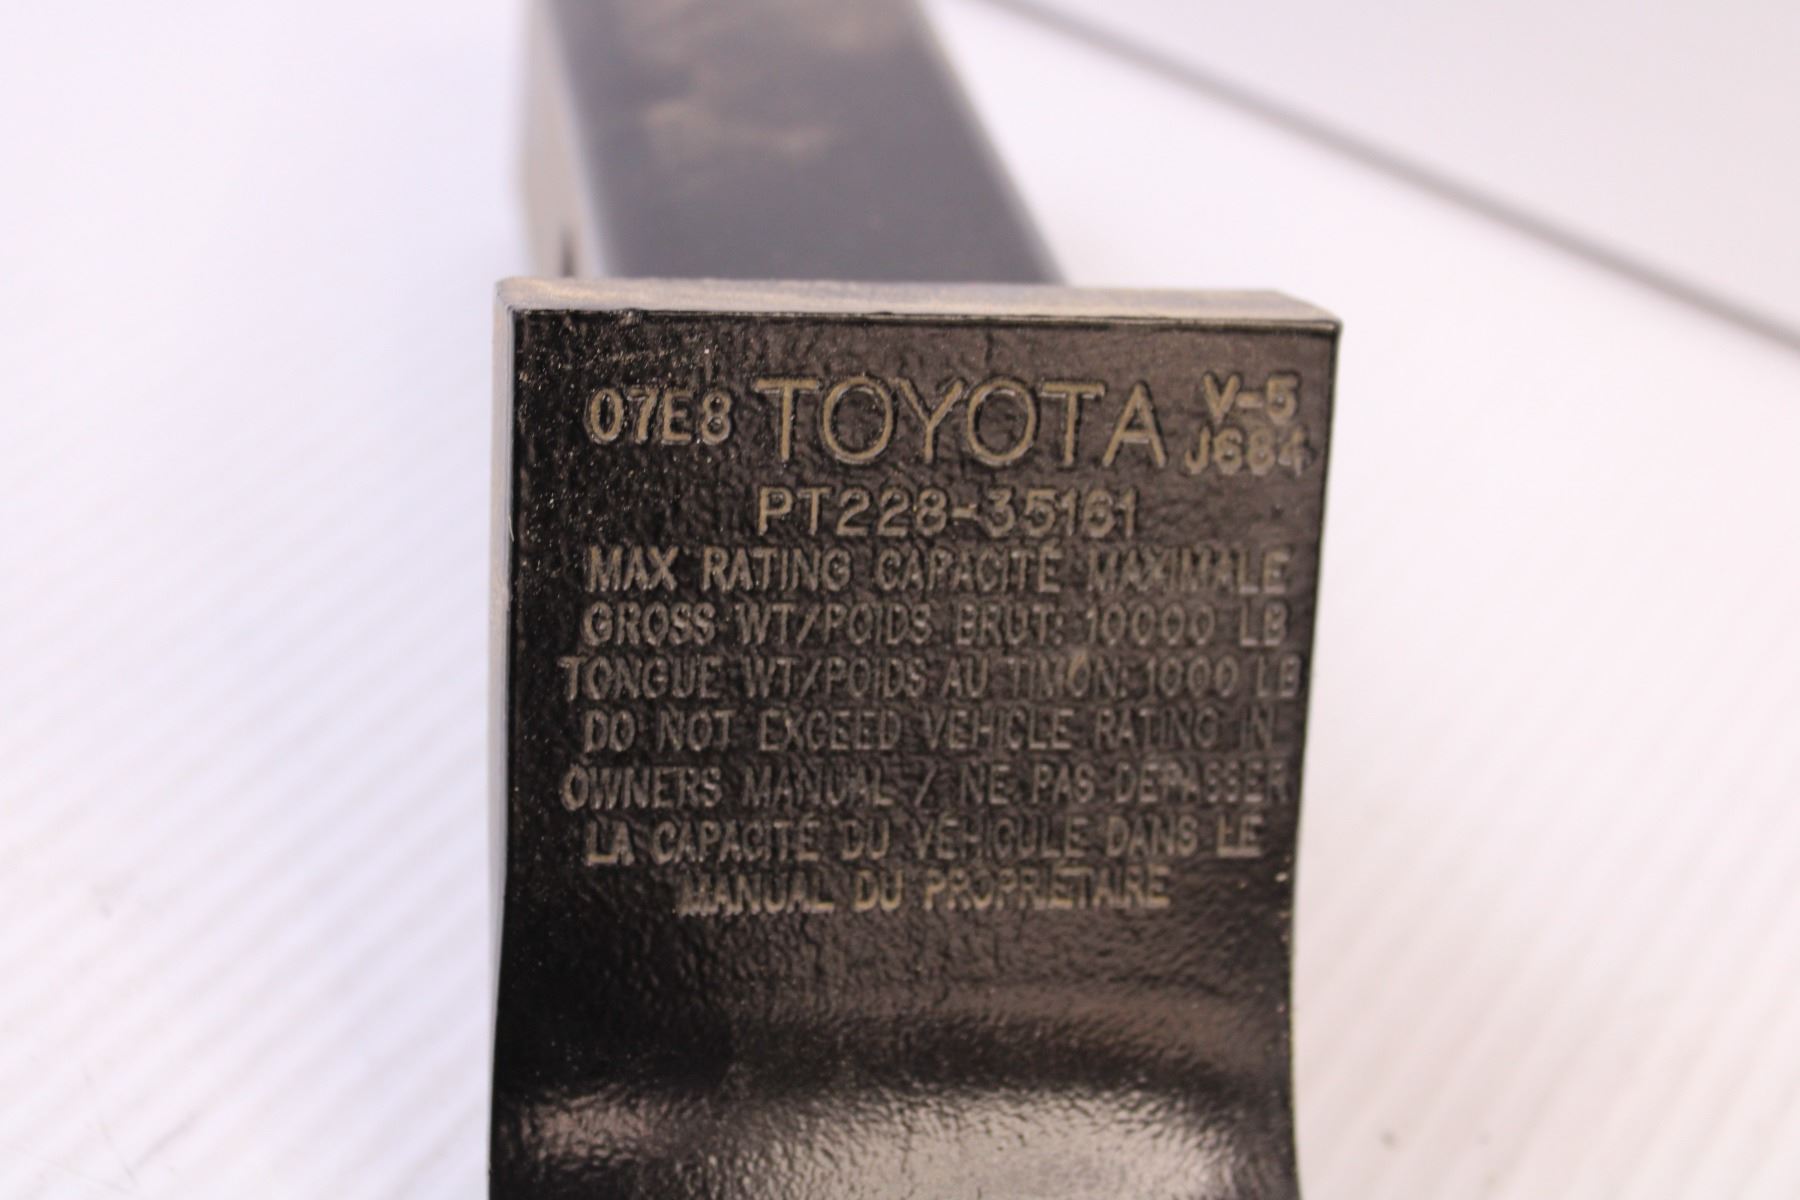 07E8 TOYOTA V-5
J684
PT228-35161
MAX RATING CAPACITÉ MAXIMALE
GROSS WT/POIDS BRUT: 10000 LB
TONGUE WT/POIDS AU TIMON: 1000 LB
DO NOT EXCEED VEHICLE RATING IN
OWNERS MANUAL / NE PAS DEPASSER
LA CAPACITÉ DU VEHICULE DANS LE
MANUAL DU PROPRIÉTAIRE